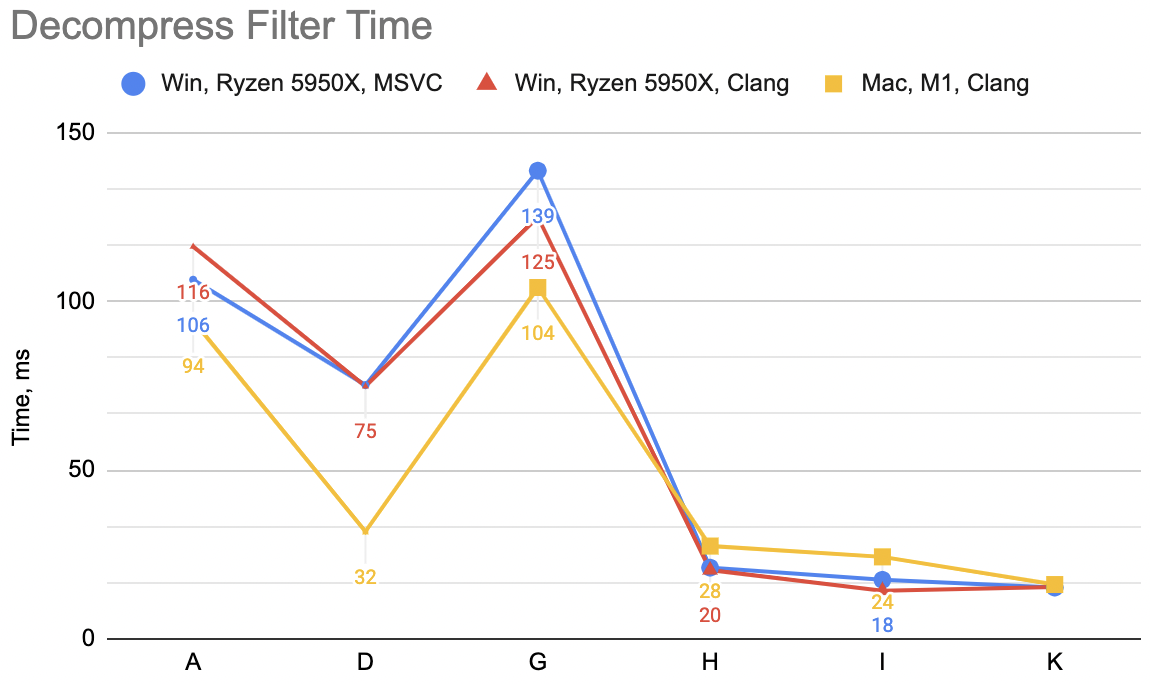 Decompress Filter Time
Win, Ryzen 5950X, MSVC
Win, Ryzen 5950X, Clang
Mac, M1, Clang
Time, ms
150
100
50
0
116
106
94
75
32
139
125
104
28
20
24
18
A
D
G
H
I
K